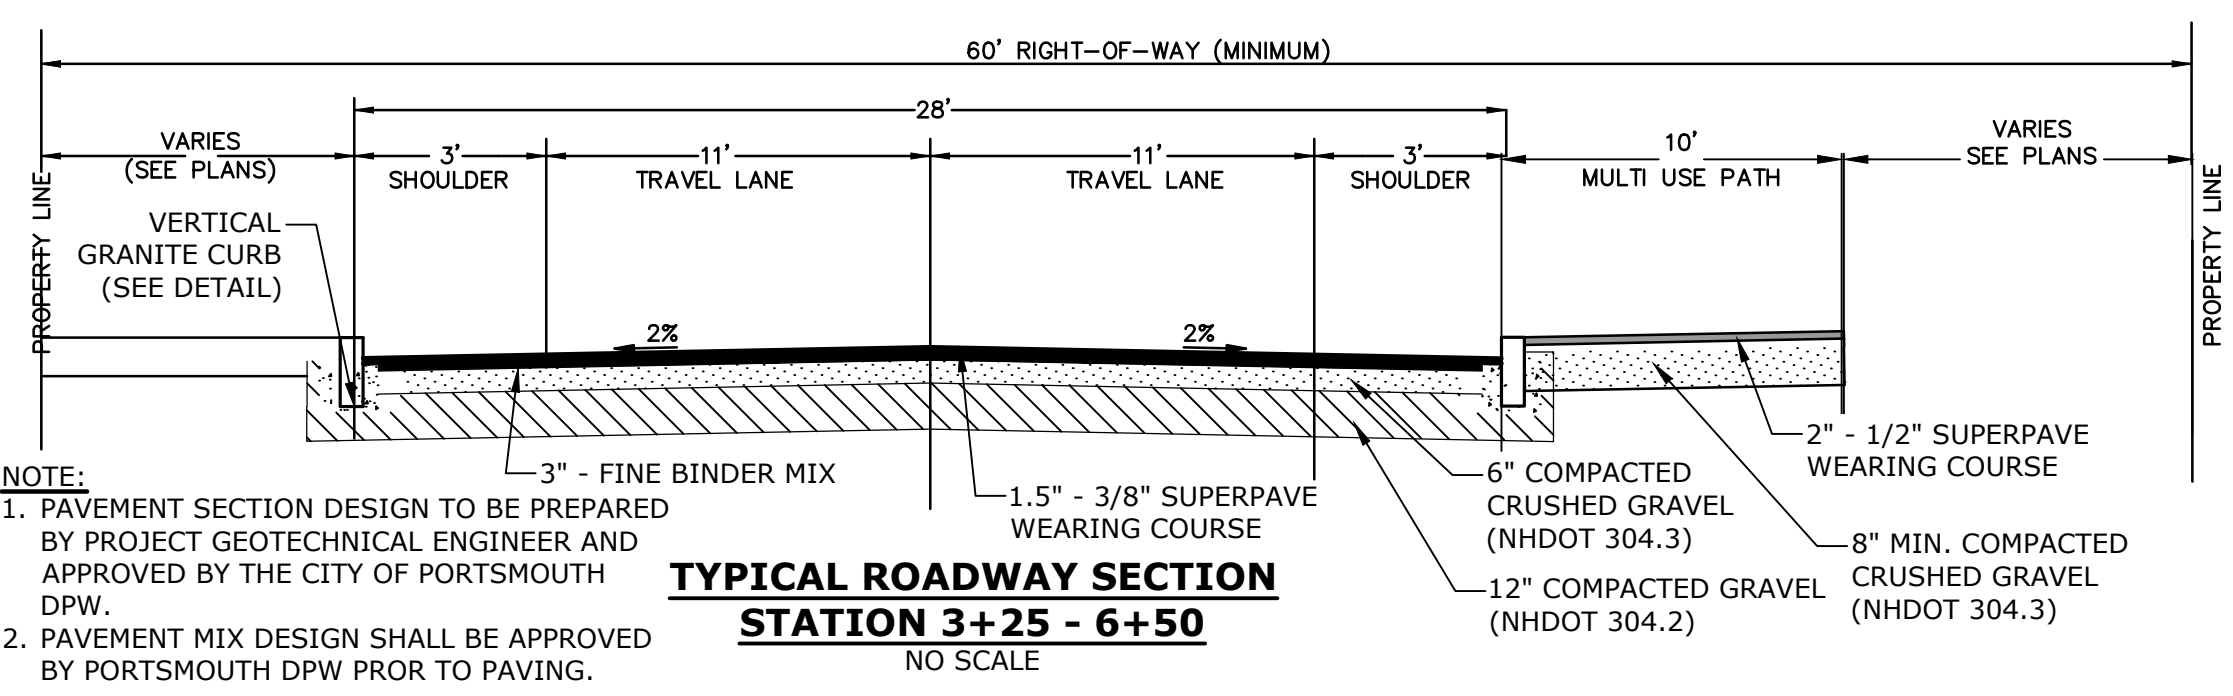 60' RIGHT-OF-WAY (MINIMUM)
28'
VARIES
(SEE PLANS)
3'
SHOULDER
11'
TRAVEL LANE
11'
TRAVEL LANE
3'
SHOULDER
10'
MULTI USE PATH
VARIES
SEE PLANS
PROPERTY LINE
PROPERTY LINE
VERTICAL
GRANITE CURB
(SEE DETAIL)
2%
2%
3" - FINE BINDER MIX
1.5" - 3/8" SUPERPAVE
WEARING COURSE
6" COMPACTED
CRUSHED GRAVEL
(NHDOT 304.3)
12" COMPACTED GRAVEL
(NHDOT 304.2)
2" - 1/2" SUPERPAVE
WEARING COURSE
8" MIN. COMPACTED
CRUSHED GRAVEL
(NHDOT 304.3)
NOTE:
1. PAVEMENT SECTION DESIGN TO BE PREPARED
BY PROJECT GEOTECHNICAL ENGINEER AND
APPROVED BY THE CITY OF PORTSMOUTH
DPW.
2. PAVEMENT MIX DESIGN SHALL BE APPROVED
BY PORTSMOUTH DPW PROR TO PAVING.
TYPICAL ROADWAY SECTION
STATION 3+25 - 6+50
NO SCALE